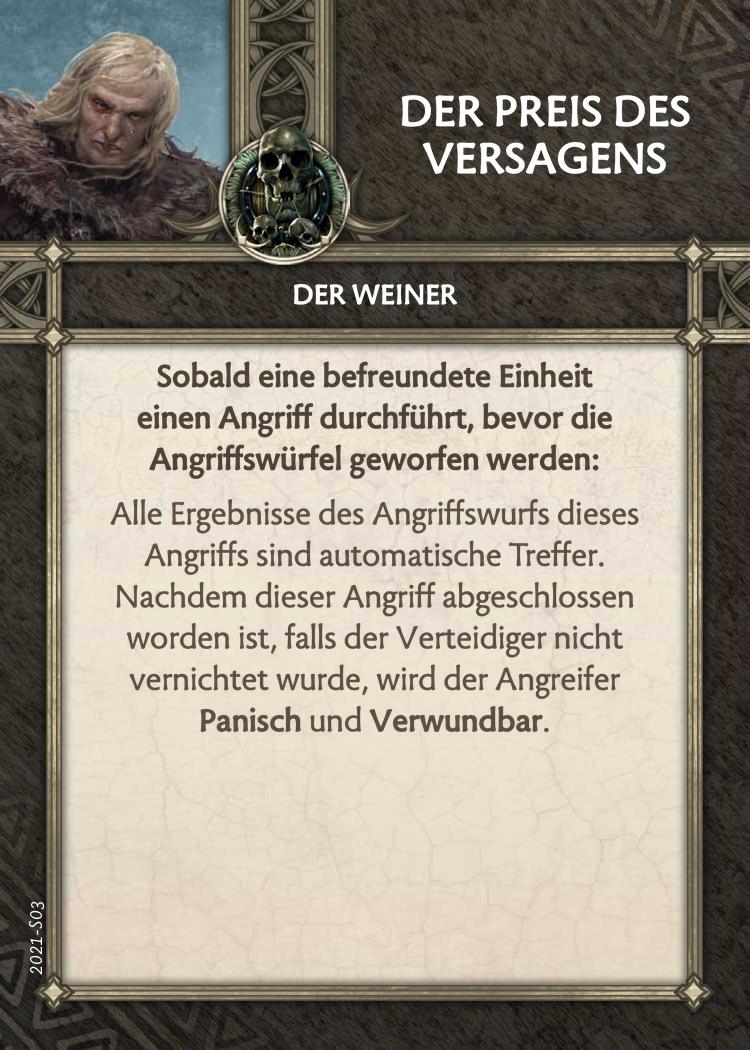 DER PREIS DES
VERSAGENS
DER WEINER
Sobald eine befreundete Einheit
einen Angriff durchführt, bevor die
Angriffswürfel geworfen werden:
Alle Ergebnisse des Angriffswurfs dieses
Angriffs sind automatische Treffer.
Nachdem dieser Angriff abgeschlossen
worden ist, falls der Verteidiger nicht
vernichtet wurde, wird der Angreifer
Panisch und Verwundbar.
2021-S03